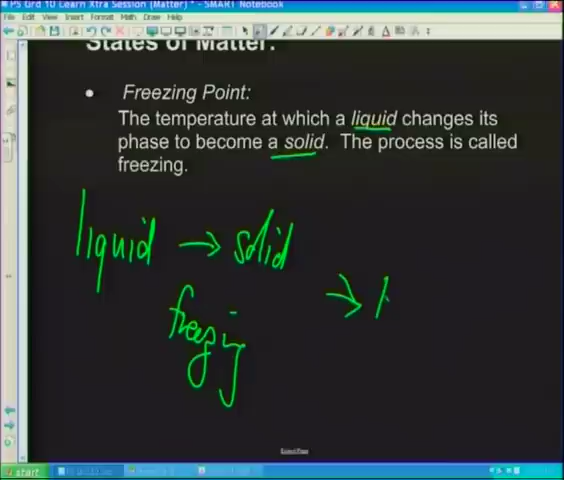 PS Grd 10 Learn Xtra Session (Matter) * - SMART Notebook
File Edit View Insert Format Math Draw Help
States of Matter:
• Freezing Point:
The temperature at which a liquid changes its
phase to become a solid. The process is called
freezing.
liquid → solid
freezing
→
Extend Page
start